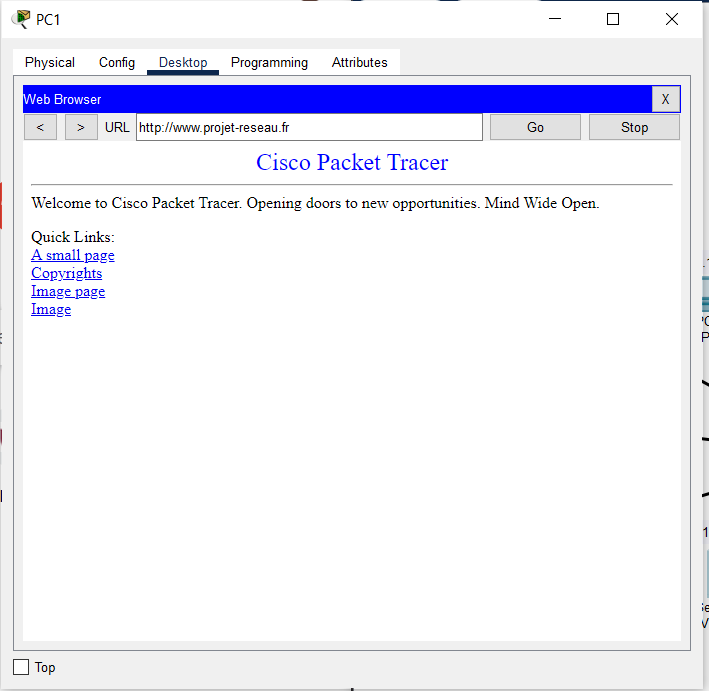 PC1
Physical Config Desktop Programming Attributes
Web Browser X
< > URL http://www.projet-reseau.fr Go Stop
Cisco Packet Tracer
Welcome to Cisco Packet Tracer. Opening doors to new opportunities. Mind Wide Open.
Quick Links:
A small page
Copyrights
Image page
Image
Top